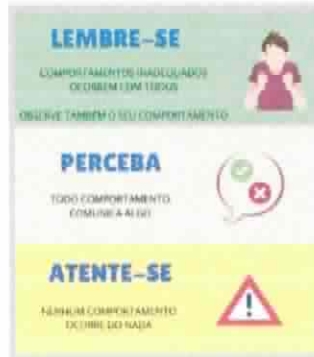 LEMBRE-SE
COMPORTAMENTOS INADEQUADOS
OCORREM COM TODOS
OBSERVE TAMBÉM O SEU COMPORTAMENTO
PERCEBA
TODO COMPORTAMENTO
COMUNICA ALGO
ATENTE-SE
NENHUM COMPORTAMENTO
OCORRE DO NADA